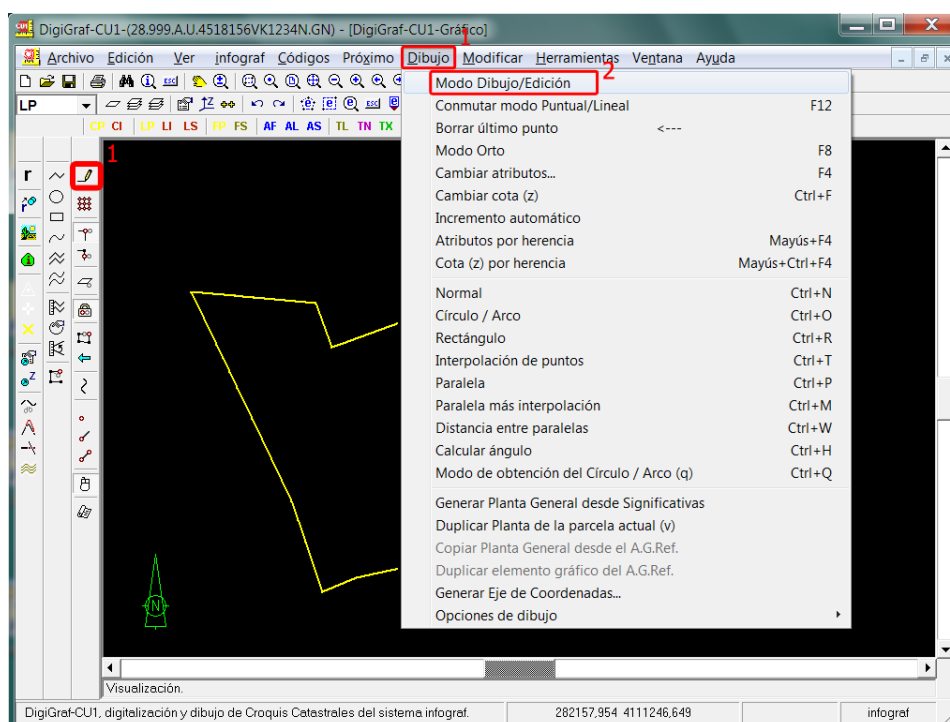 DigiGraf-CU1-(28.999.A.U.4518156VK1234N.GN) - [DigiGraf-CU1-Gráfico]
1
Archivo Edición Ver infograf Códigos Próximo Dibujo Modificar Herramientas Ventana Ayuda
2
LP
CP CI LP LI LS FP FS AF AL AS TL TN TX
1
r
Z
Modo Dibujo/Edición
Conmutar modo Puntual/Lineal F12
Borrar último punto <---
Modo Orto F8
Cambiar atributos... F4
Cambiar cota (z) Ctrl+F
Incremento automático
Atributos por herencia Mayús+F4
Cota (z) por herencia Mayús+Ctrl+F4
Normal Ctrl+N
Círculo / Arco Ctrl+O
Rectángulo Ctrl+R
Interpolación de puntos Ctrl+T
Paralela Ctrl+P
Paralela más interpolación Ctrl+M
Distancia entre paralelas Ctrl+W
Calcular ángulo Ctrl+H
Modo de obtención del Círculo / Arco (q) Ctrl+Q
Generar Planta General desde Significativas
Duplicar Planta de la parcela actual (v)
Copiar Planta General desde el A.G.Ref.
Duplicar elemento gráfico del A.G.Ref.
Generar Eje de Coordenadas...
Opciones de dibujo
N
Visualización.
DigiGraf-CU1, digitalización y dibujo de Croquis Catastrales del sistema infograf. 282157,954 4111246,649 infograf